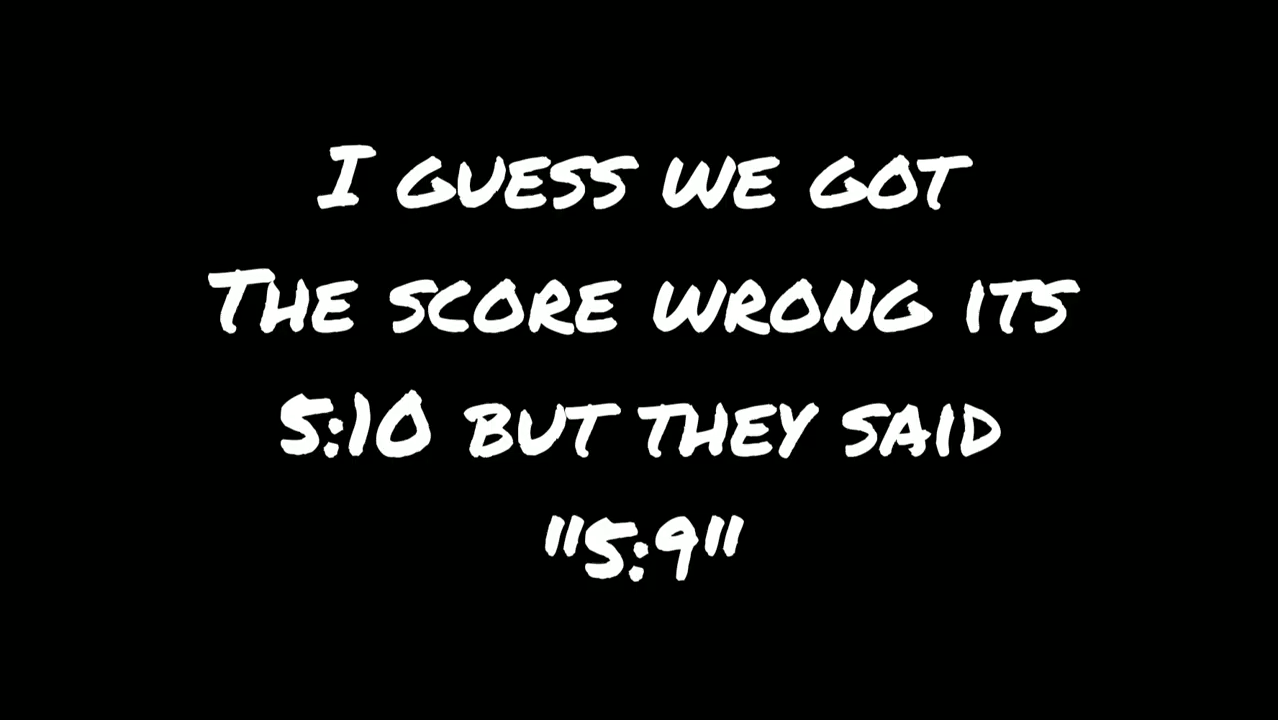 I GUESS WE GOT
THE SCORE WRONG ITS
5:10 BUT THEY SAID
"5:9"